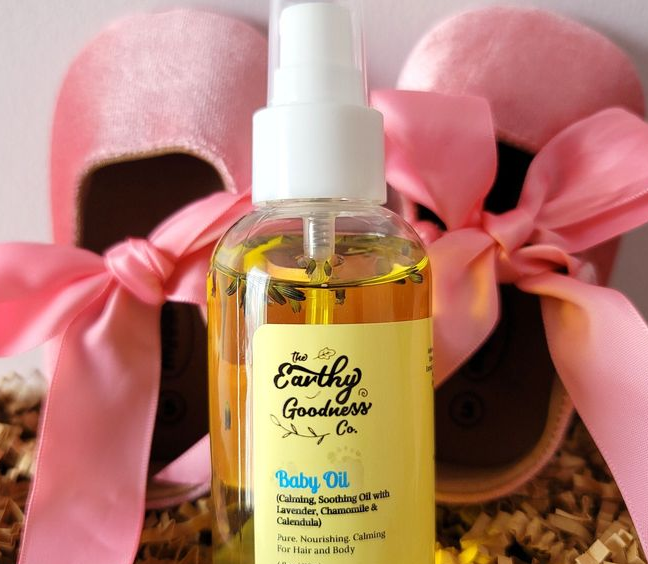 the
Earthy
Goodness
Co.
Baby Oil
(Calming, Soothing Oil with
Lavender, Chamomile &
Calendula)
Pure. Nourishing. Calming
For Hair and Body